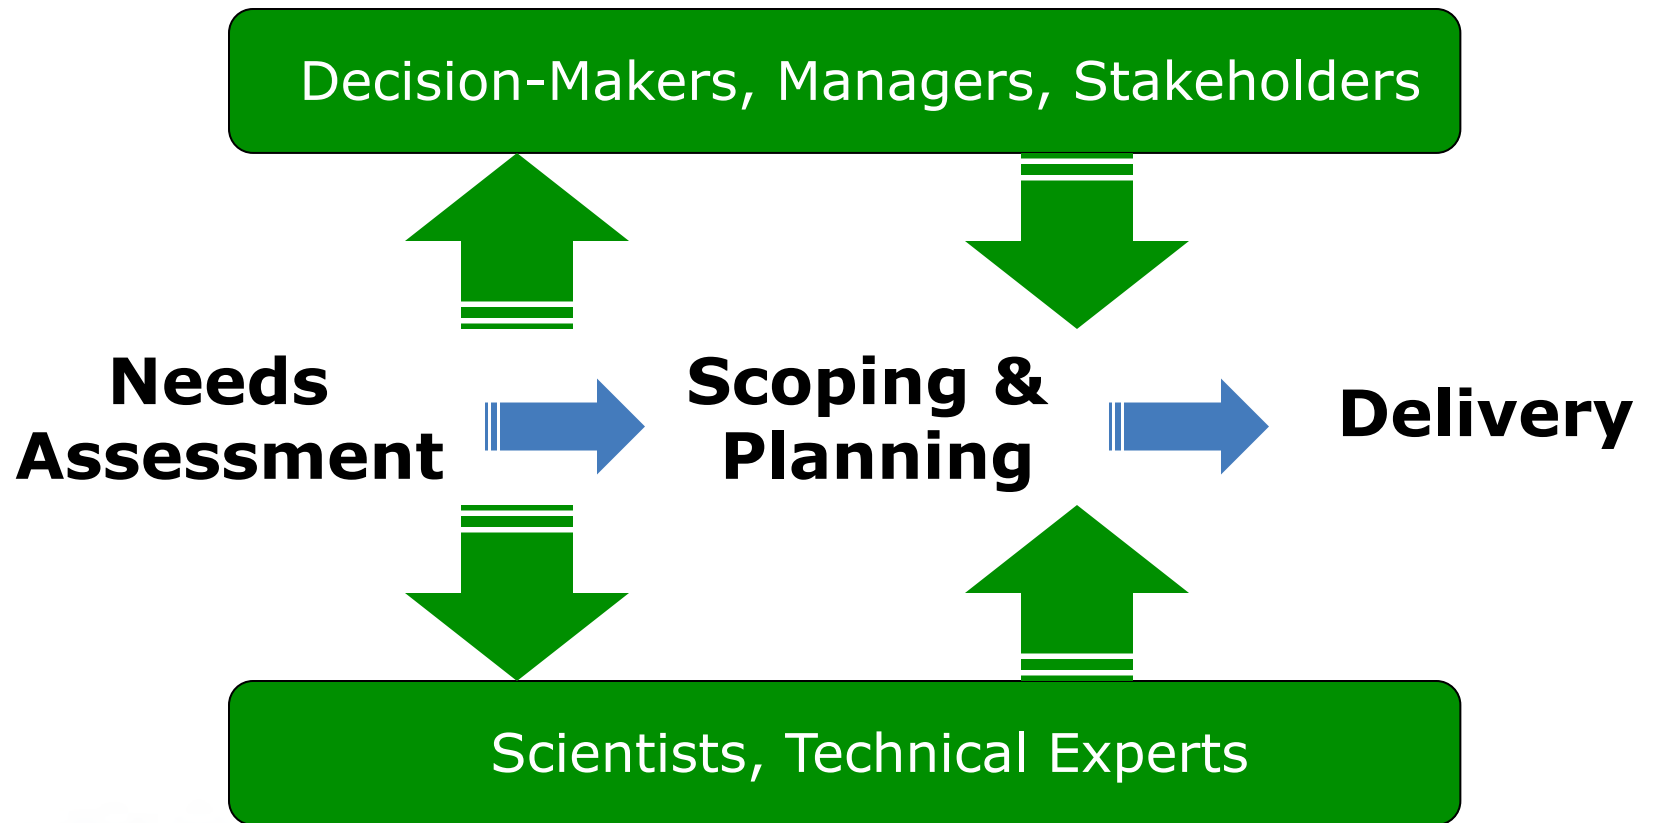 Decision-Makers, Managers, Stakeholders
Needs
Assessment
Scoping &
Planning
Delivery
Scientists, Technical Experts